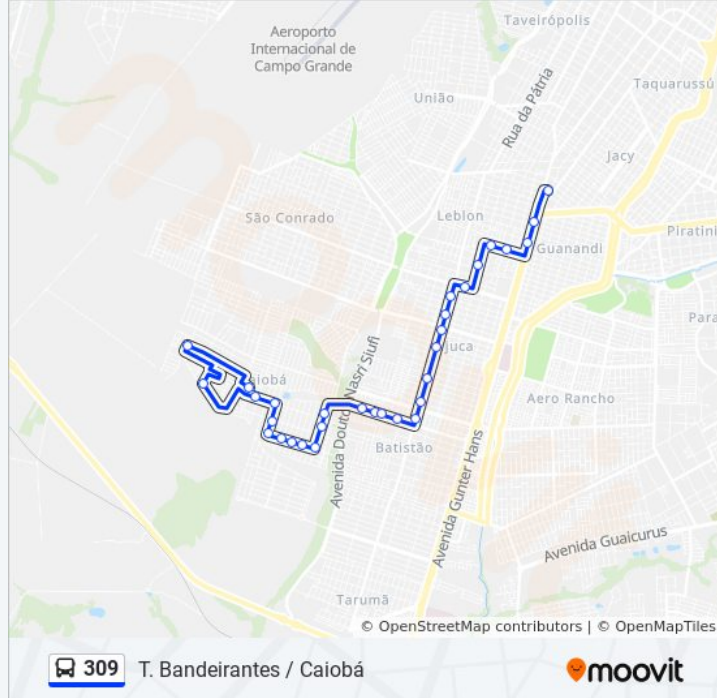 Taveirópolis
Aeroporto
Internacional de
Campo Grande
Taquarussú
União
Rua da Pátria
Jacy
São Conrado
Leblon
Piratini
Guanandi
Para
juca
Avenida Doutor Nasri Siufi
aiobá
Aero Rancho
Batistão
Avenida Gunter Hans
Avenida Guaicurus
Tarumã
© OpenStreetMap contributors | © OpenMapTiles
309 T. Bandeirantes / Caiobá
moovit